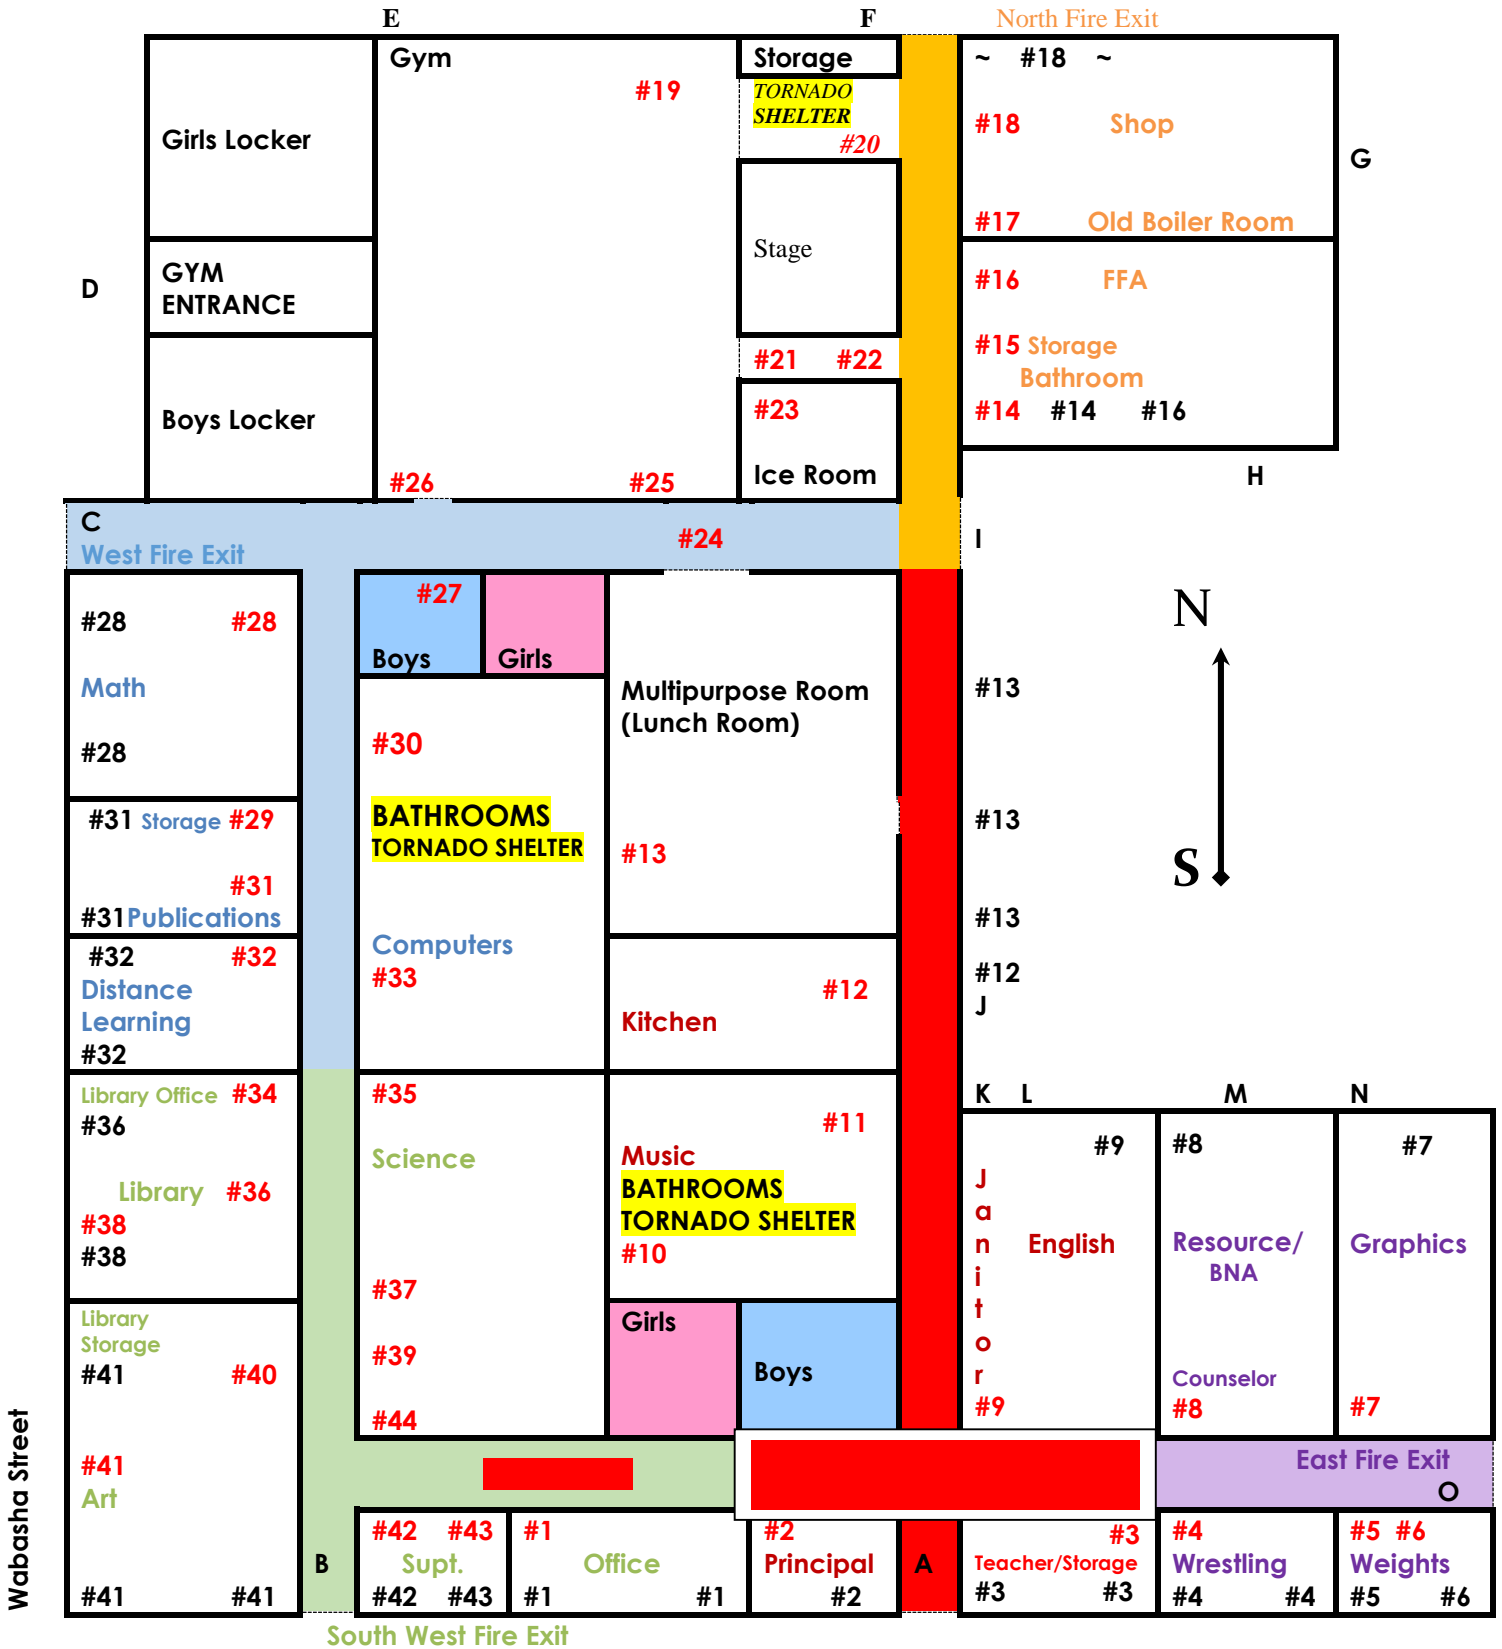 E F North Fire Exit
Gym Storage ~ #18 ~
#19 TORNADO
SHELTER
#18 Shop
Girls Locker #20
G
#17 Old Boiler Room
Stage
GYM #16 FFA
D
ENTRANCE
#15 Storage
#21 #22
Bathroom
#23 #14 #14 #16
Boys Locker
Ice Room H
#26 #25
C
#24 I
West Fire Exit
#27
N
#28 #28
Boys Girls
Math Multipurpose Room #13
(Lunch Room)
#30
#28
BATHROOMS
#31 Storage #29 #13
TORNADO SHELTER
#13
S
#31
#31Publications #13
Computers
#32 #32
#33 #12
Distance #12
J
Learning Kitchen
#32
Library Office #34 #35 K L M N
#36 #11
#9 #8 #7
Science Music
Janitor
BATHROOMS
Library #36
TORNADO SHELTER
#38
English Resource/ Graphics
#38 #10
BNA
#37
Library Girls
Storage
#39
#41 #40 Boys Counselor
#9 #8 #7
#44
Wabasha Street
#41 East Fire Exit
Art O
#42 #43 #1 #2 #3 #4 #5 #6
B Supt. Office Principal A Teacher/Storage Wrestling Weights
#41 #41 #42 #43 #1 #1 #2 #3 #3 #4 #4 #5 #6
South West Fire Exit